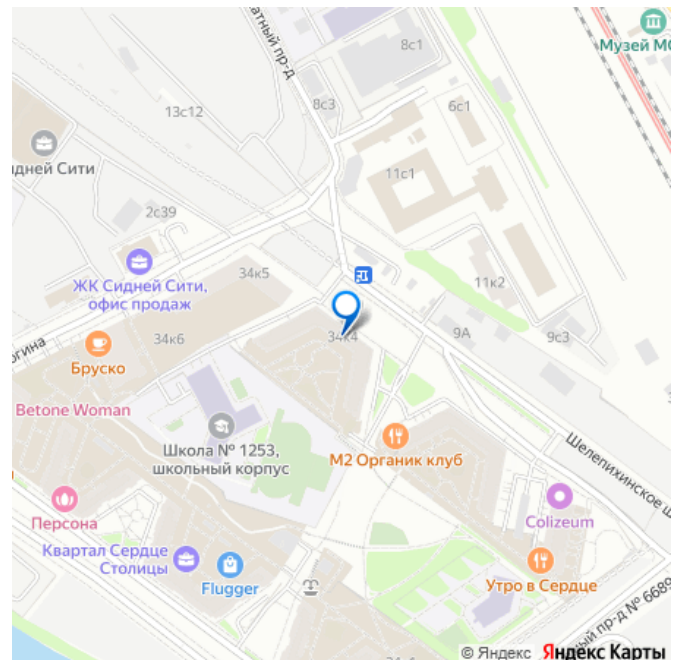 атный пр-д
8с1
Музей МС
8с3
13с12
6с1
дней Сити
11с1
2с39
34к5
ЖК Сидней Сити,
офис продаж
11к2
34к6
34к4
9А
9с3
огина
Бруско
Betone Woman
Школа № 1253,
школьный корпус
М2 Органик клуб
Шелепихинское ш
Персона
Colizeum
Квартал Сердце
Столицы
Flugger
Утро в Сердце
ный пр-д № 6689
© Яндекс Яндекс Карты